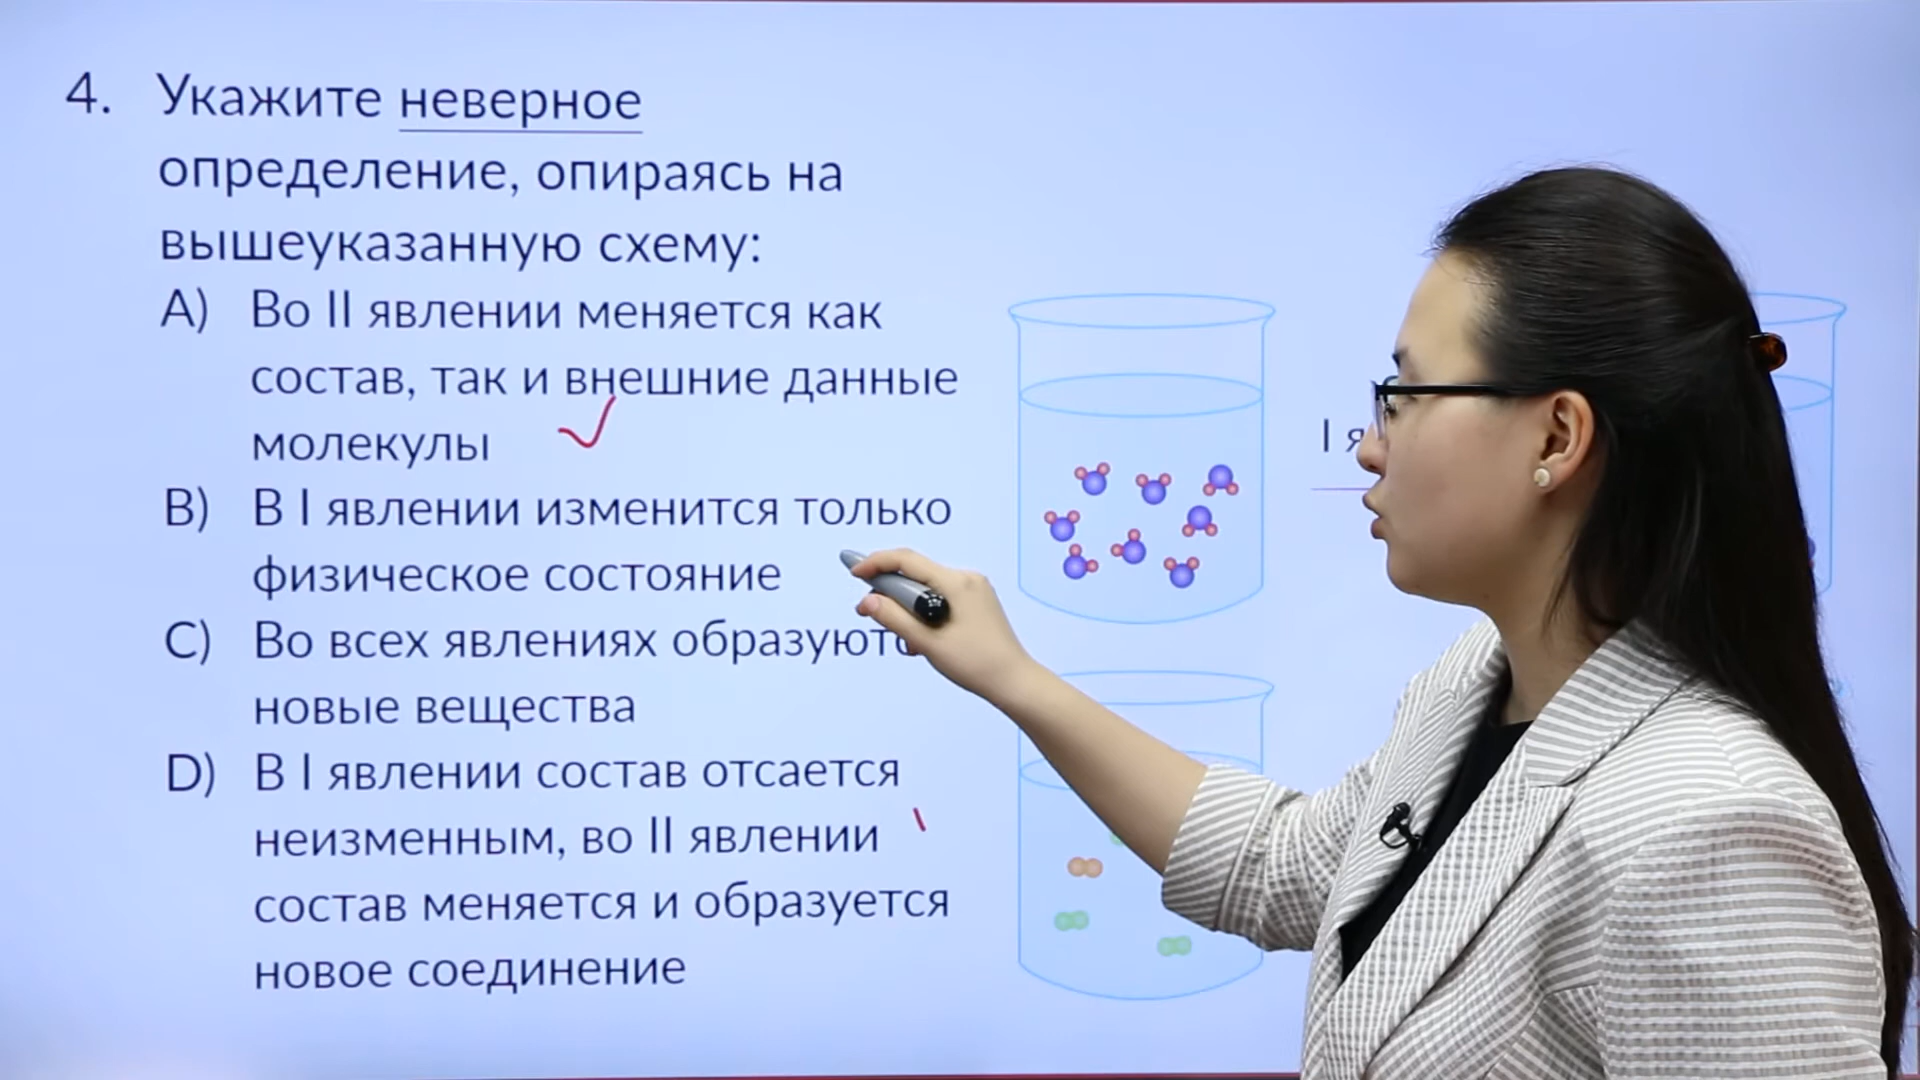 4. Укажите неверное
определение, опираясь на
вышеуказанную схему:
A) Во II явлении меняется как
состав, так и внешние данные
молекулы
B) В I явлении изменится только
физическое состояние
C) Во всех явлениях
новые вещества
D) В I явлении состав отсается
неизменным, во II явлении
состав меняется и образуется
новое соединение
I